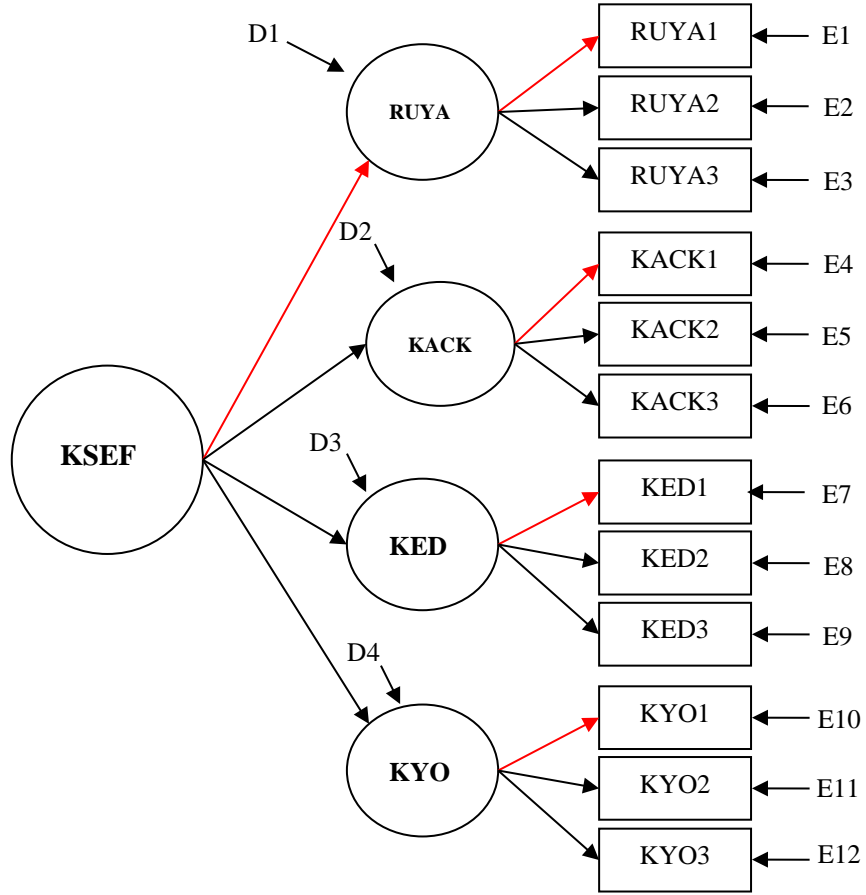 D1
RUYA
RUYA1
E1
RUYA2
E2
RUYA3
E3
D2
KACK
KACK1
E4
KACK2
E5
KACK3
E6
KSEF
D3
KED
KED1
E7
KED2
E8
KED3
E9
D4
KYO
KYO1
E10
KYO2
E11
KYO3
E12